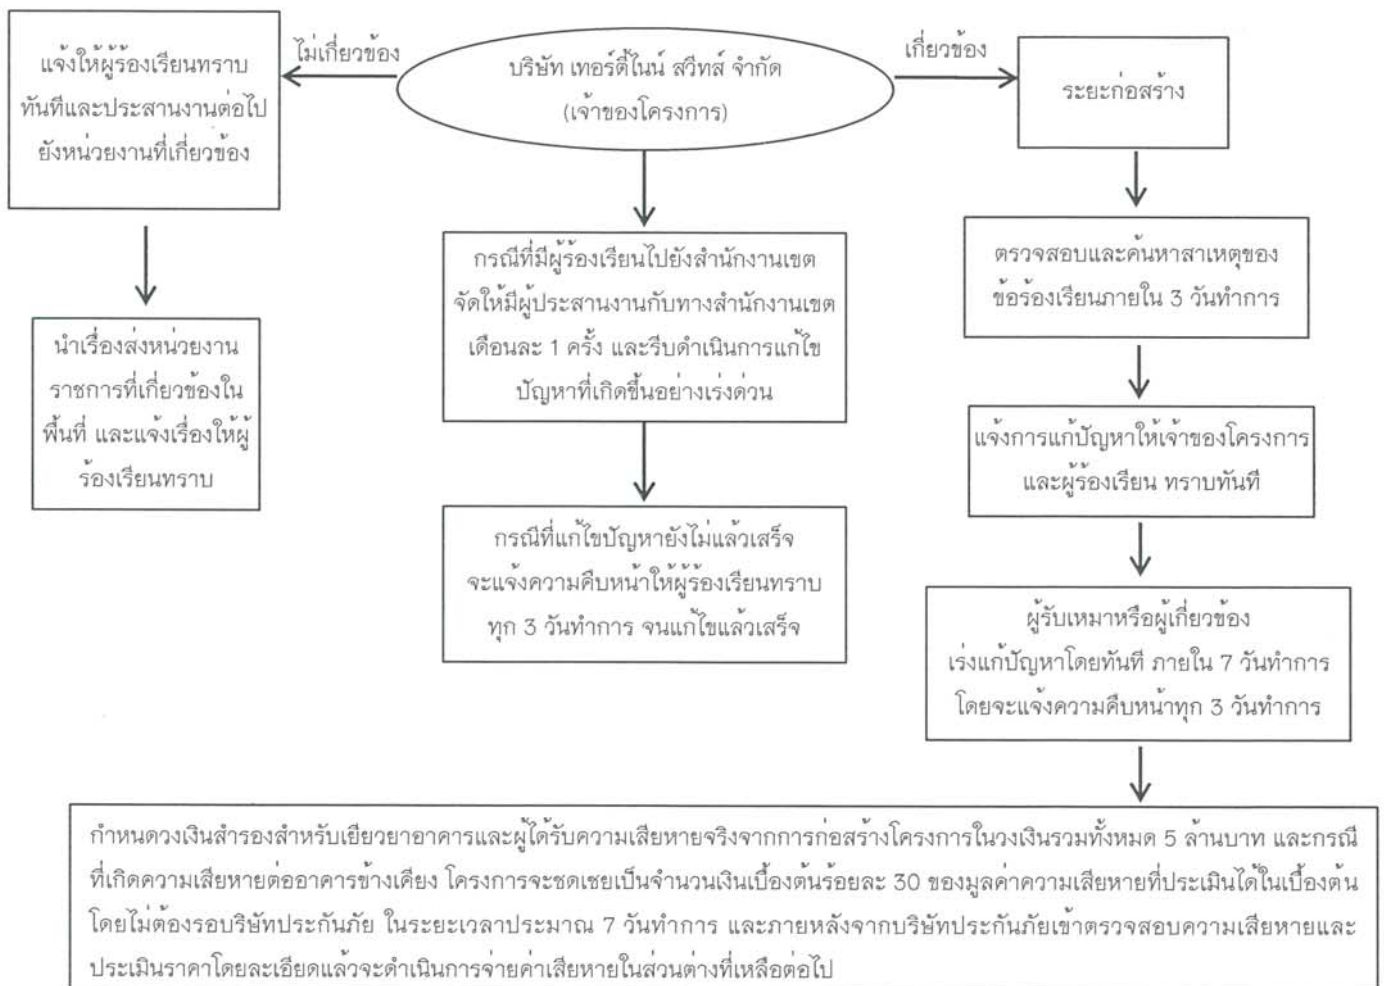 แจ้งให้ผู้ร้องเรียนทราบ
ทันทีและประสานงานต่อไป
ยังหน่วยงานที่เกี่ยวข้อง
ไม่เกี่ยวข้อง
บริษัท เทอร์ตี้ไนน์ สวีทส์ จำกัด
(เจ้าของโครงการ)
เกี่ยวข้อง
ระยะก่อสร้าง
นำเรื่องส่งหน่วยงาน
ราชการที่เกี่ยวข้องใน
พื้นที่ และแจ้งเรื่องให้ผู้
ร้องเรียนทราบ
กรณีที่มีผู้ร้องเรียนไปยังสำนักงานเขต
จัดให้มีผู้ประสานงานกับทางสำนักงานเขต
เดือนละ 1 ครั้ง และรีบดำเนินการแก้ไข
ปัญหาที่เกิดขึ้นอย่างเร่งด่วน
กรณีที่แก้ไขปัญหายังไม่แล้วเสร็จ
จะแจ้งความคืบหน้าให้ผู้ร้องเรียนทราบ
ทุก 3 วันทำการ จนแก้ไขแล้วเสร็จ
ตรวจสอบและค้นหาสาเหตุของ
ข้อร้องเรียนภายใน 3 วันทำการ
แจ้งการแก้ปัญหาให้เจ้าของโครงการ
และผู้ร้องเรียน ทราบทันที
ผู้รับเหมาหรือผู้เกี่ยวข้อง
เร่งแก้ปัญหาโดยทันที ภายใน 7 วันทำการ
โดยจะแจ้งความคืบหน้าทุก 3 วันทำการ
กำหนดวงเงินสำรองสำหรับเยียวยาอาคารและผู้ได้รับความเสียหายจริงจากการก่อสร้างโครงการในวงเงินรวมทั้งหมด 5 ล้านบาท และกรณี
ที่เกิดความเสียหายต่ออาคารข้างเคียง โครงการจะชดเชยเป็นจำนวนเงินเบื้องต้นร้อยละ 30 ของมูลค่าความเสียหายที่ประเมินได้ในเบื้องต้น
โดยไม่ต้องรอบริษัทประกันภัย ในระยะเวลาประมาณ 7 วันทำการ และภายหลังจากบริษัทประกันภัยเข้าตรวจสอบความเสียหายและ
ประเมินราคาโดยละเอียดแล้วจะดำเนินการจ่ายค่าเสียหายในส่วนต่างที่เหลือต่อไป